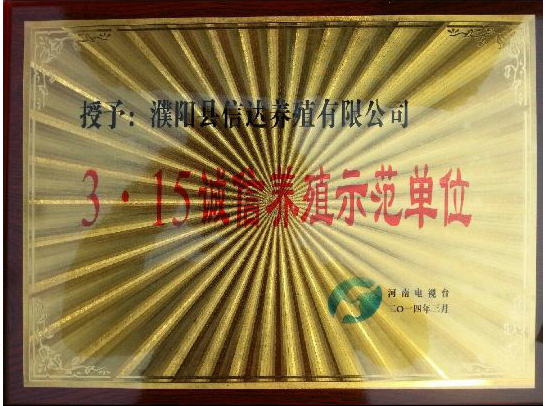 授予：濮阳县信达养殖有限公司
3·15诚信养殖示范单位
河南电视台
二〇一四年三月